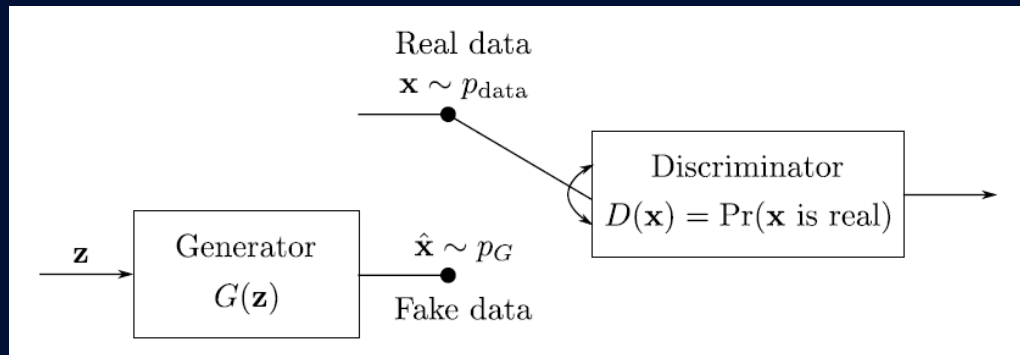 Real data
x ∼ p_data
Discriminator
D(x) = Pr(x is real)
z
Generator
G(z)
x̂ ∼ p_G
Fake data